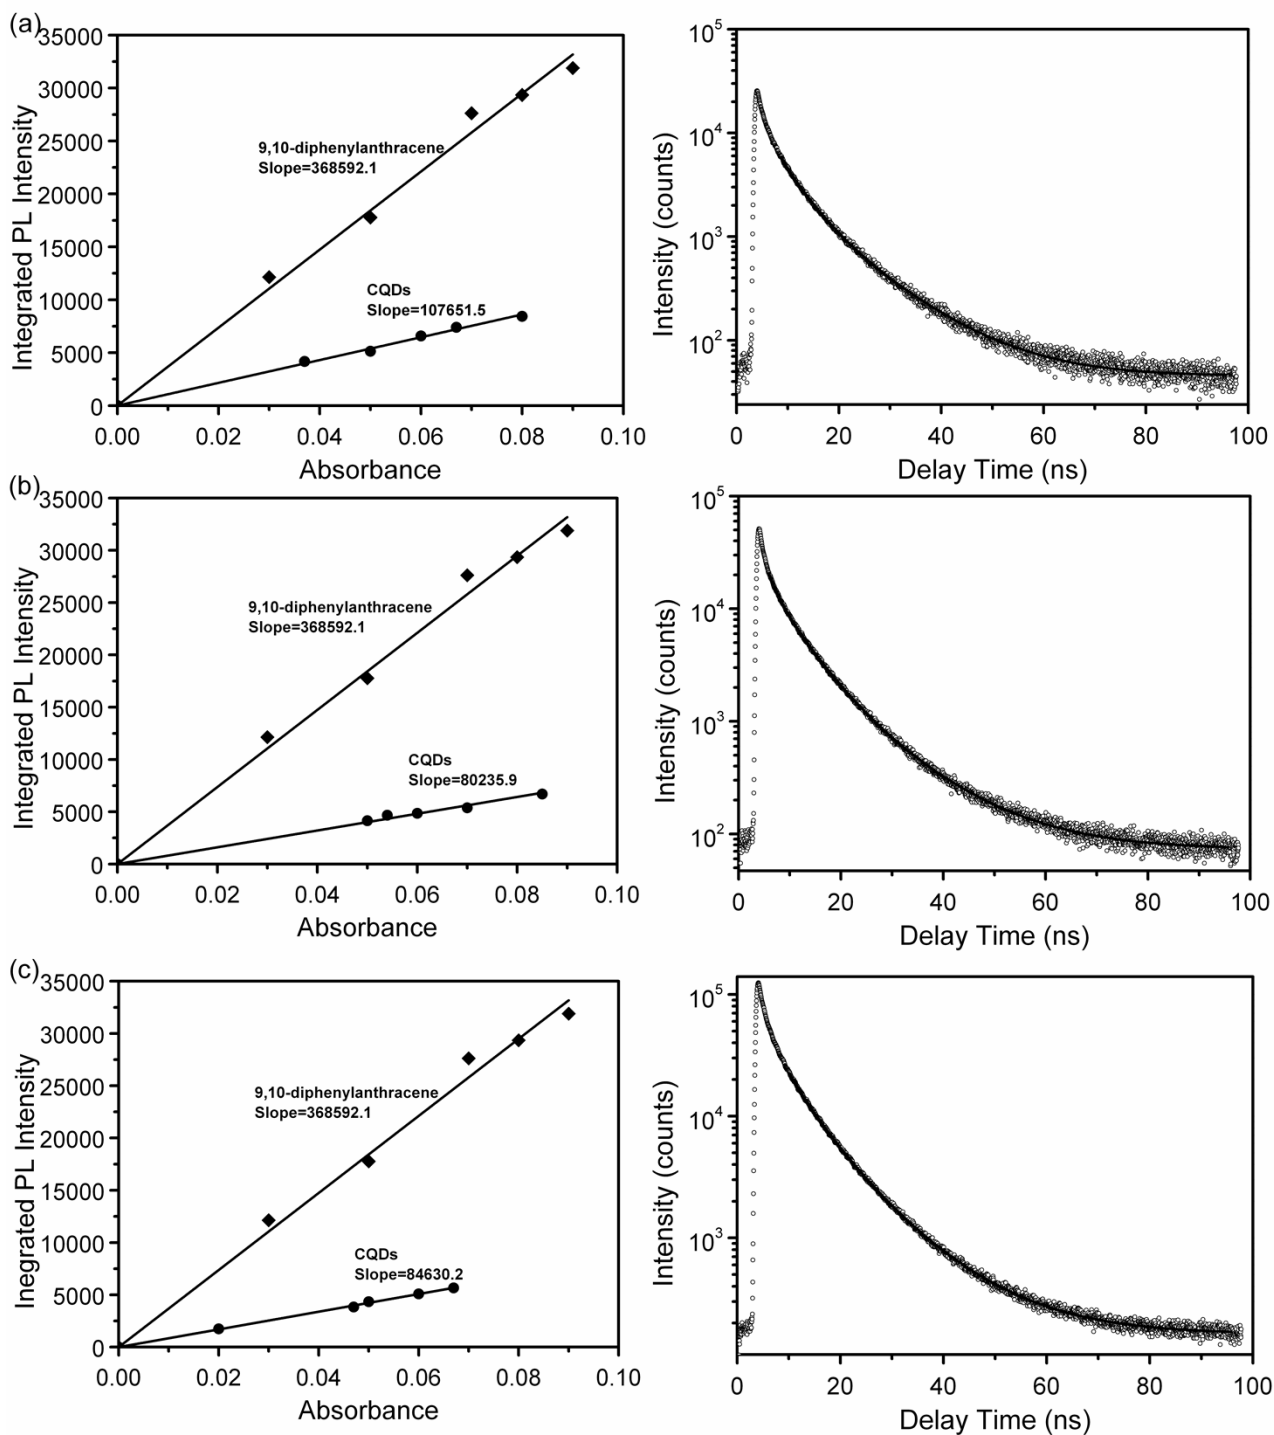 (a)
35000
30000
25000
20000
15000
10000
5000
0
Integrated PL Intensity
9,10-diphenylanthracene
Slope=368592.1
CQDs
Slope=107651.5
0.00 0.02 0.04 0.06 0.08 0.10
Absorbance
10^5
10^4
10^3
10^2
Intensity (counts)
0 20 40 60 80 100
Delay Time (ns)
(b)
35000
30000
25000
20000
15000
10000
5000
0
Integrated PL Intensity
9,10-diphenylanthracene
Slope=368592.1
CQDs
Slope=80235.9
0.00 0.02 0.04 0.06 0.08 0.10
Absorbance
10^5
10^4
10^3
10^2
Intensity (counts)
0 20 40 60 80 100
Delay Time (ns)
(c)
35000
30000
25000
20000
15000
10000
5000
0
Inegrated PL Intensity
9,10-diphenylanthracene
Slope=368592.1
CQDs
Slope=84630.2
0.00 0.02 0.04 0.06 0.08 0.10
Absorbance
10^5
10^4
10^3
Intensity (counts)
0 20 40 60 80 100
Delay Time (ns)